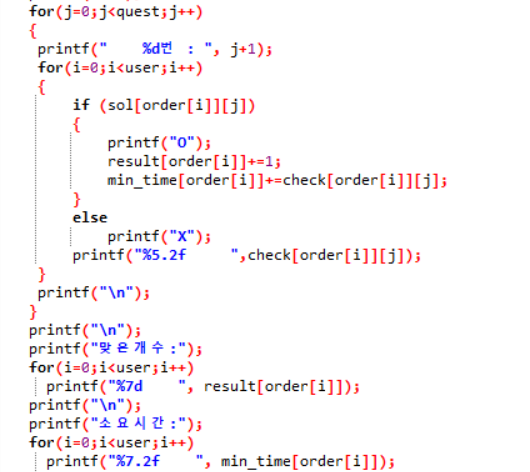 for(j=0;j<quest;j++)
{
printf("    %d번  : ", j+1);
for(i=0;i<user;i++)
{
if (sol[order[i]][j])
{
printf("O");
result[order[i]]+=1;
min_time[order[i]]+=check[order[i]][j];
}
else
printf("X");
printf("%5.2f     ",check[order[i]][j]);
}
printf("\n");
}
printf("\n");
printf("맞 은 개 수 :");
for(i=0;i<user;i++)
printf("%7d    ", result[order[i]]);
printf("\n");
printf("소 요 시 간 :");
for(i=0;i<user;i++)
printf("%7.2f    ", min_time[order[i]]);